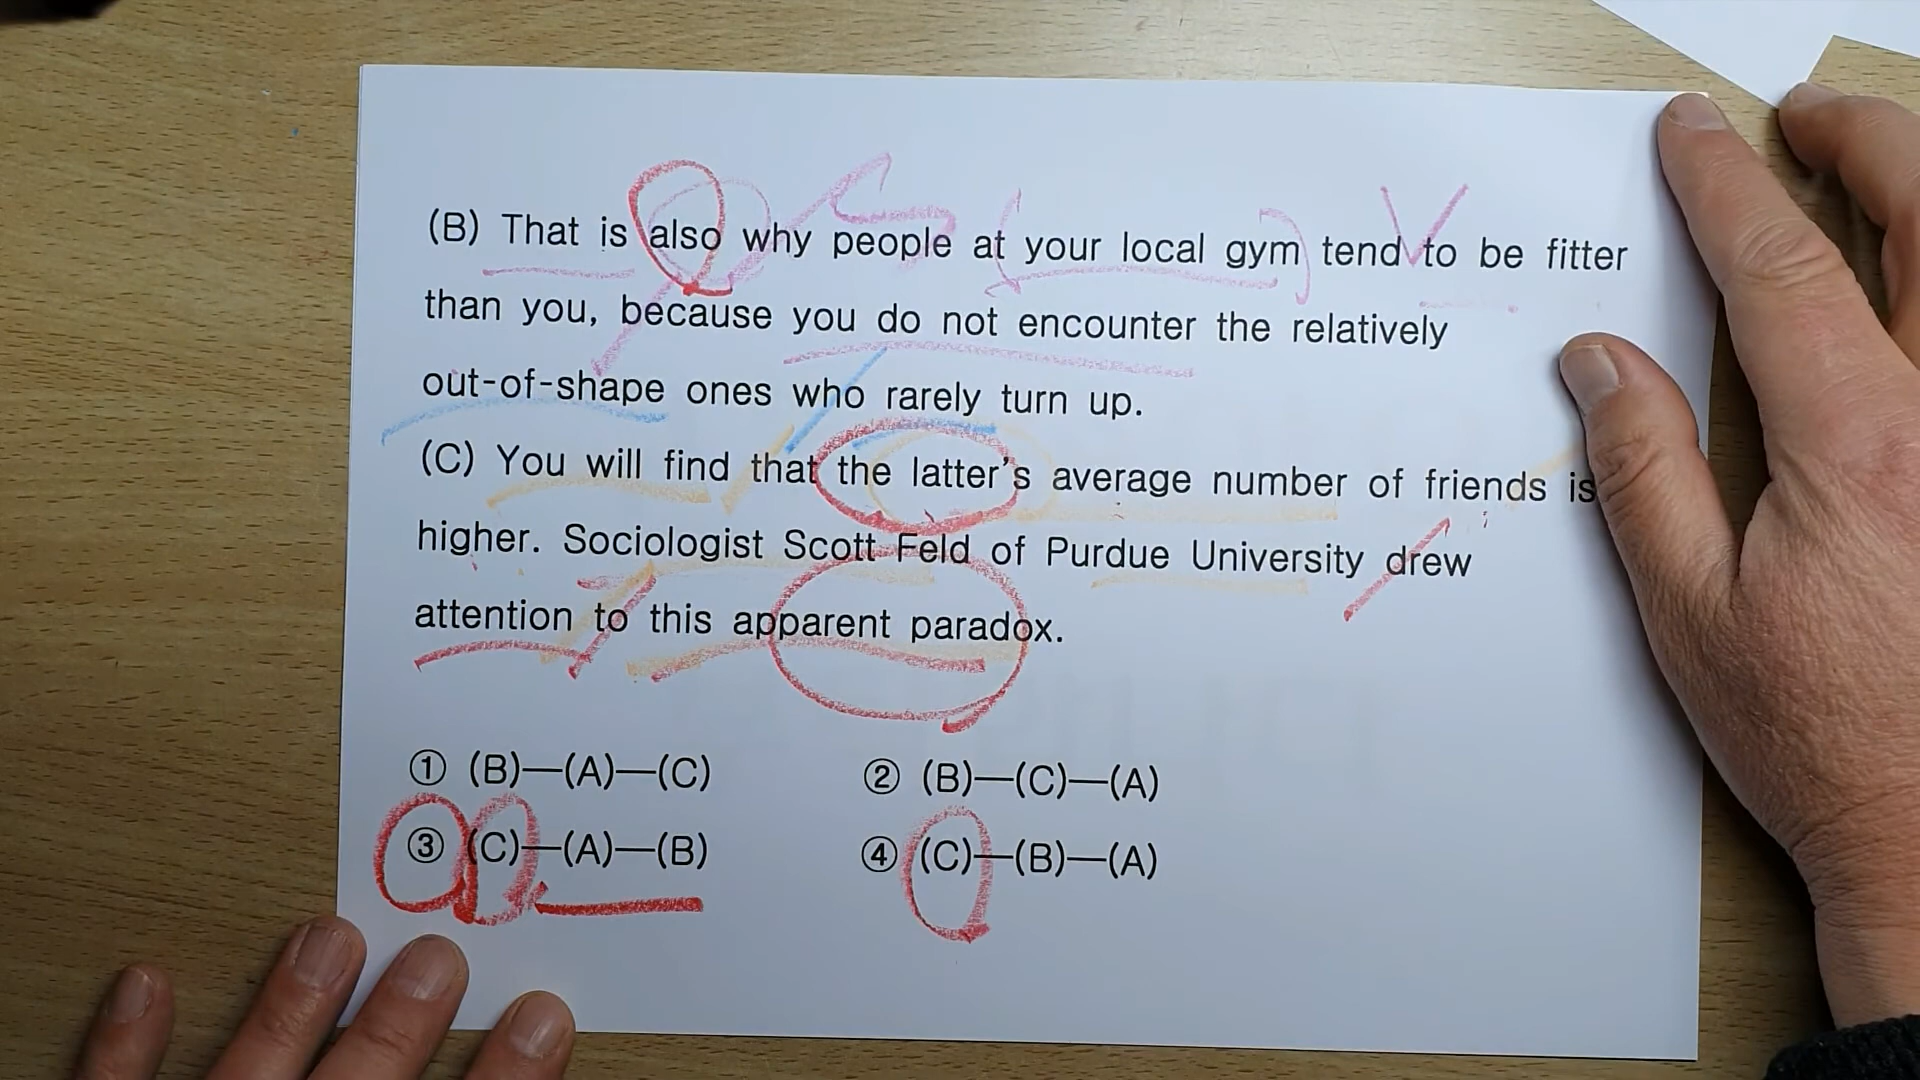 (B) That is also why people at your local gym tend to be fitter
than you, because you do not encounter the relatively
out-of-shape ones who rarely turn up.
(C) You will find that the latter's average number of friends is
higher. Sociologist Scott Feld of Purdue University drew
attention to this apparent paradox.
① (B)—(A)—(C) ② (B)—(C)—(A)
③ (C)—(A)—(B) ④ (C)—(B)—(A)